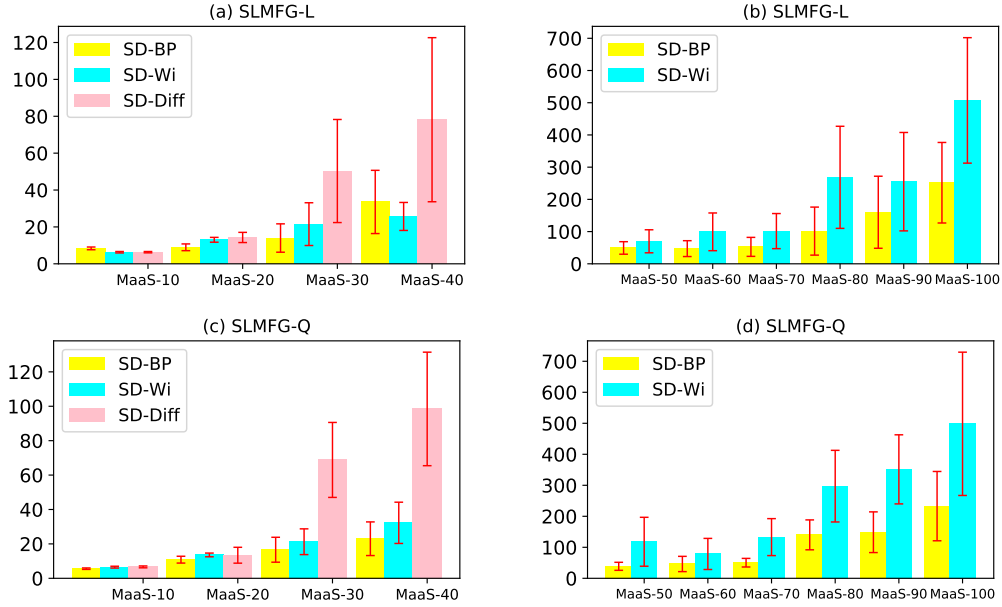 (a) SLMFG-L
120
100
80
60
40
20
0
SD-BP
SD-Wi
SD-Diff
MaaS-10
MaaS-20
MaaS-30
MaaS-40
(b) SLMFG-L
700
600
500
400
300
200
100
0
SD-BP
SD-Wi
MaaS-50
MaaS-60
MaaS-70
MaaS-80
MaaS-90
MaaS-100
(c) SLMFG-Q
120
100
80
60
40
20
0
SD-BP
SD-Wi
SD-Diff
MaaS-10
MaaS-20
MaaS-30
MaaS-40
(d) SLMFG-Q
700
600
500
400
300
200
100
0
SD-BP
SD-Wi
MaaS-50
MaaS-60
MaaS-70
MaaS-80
MaaS-90
MaaS-100